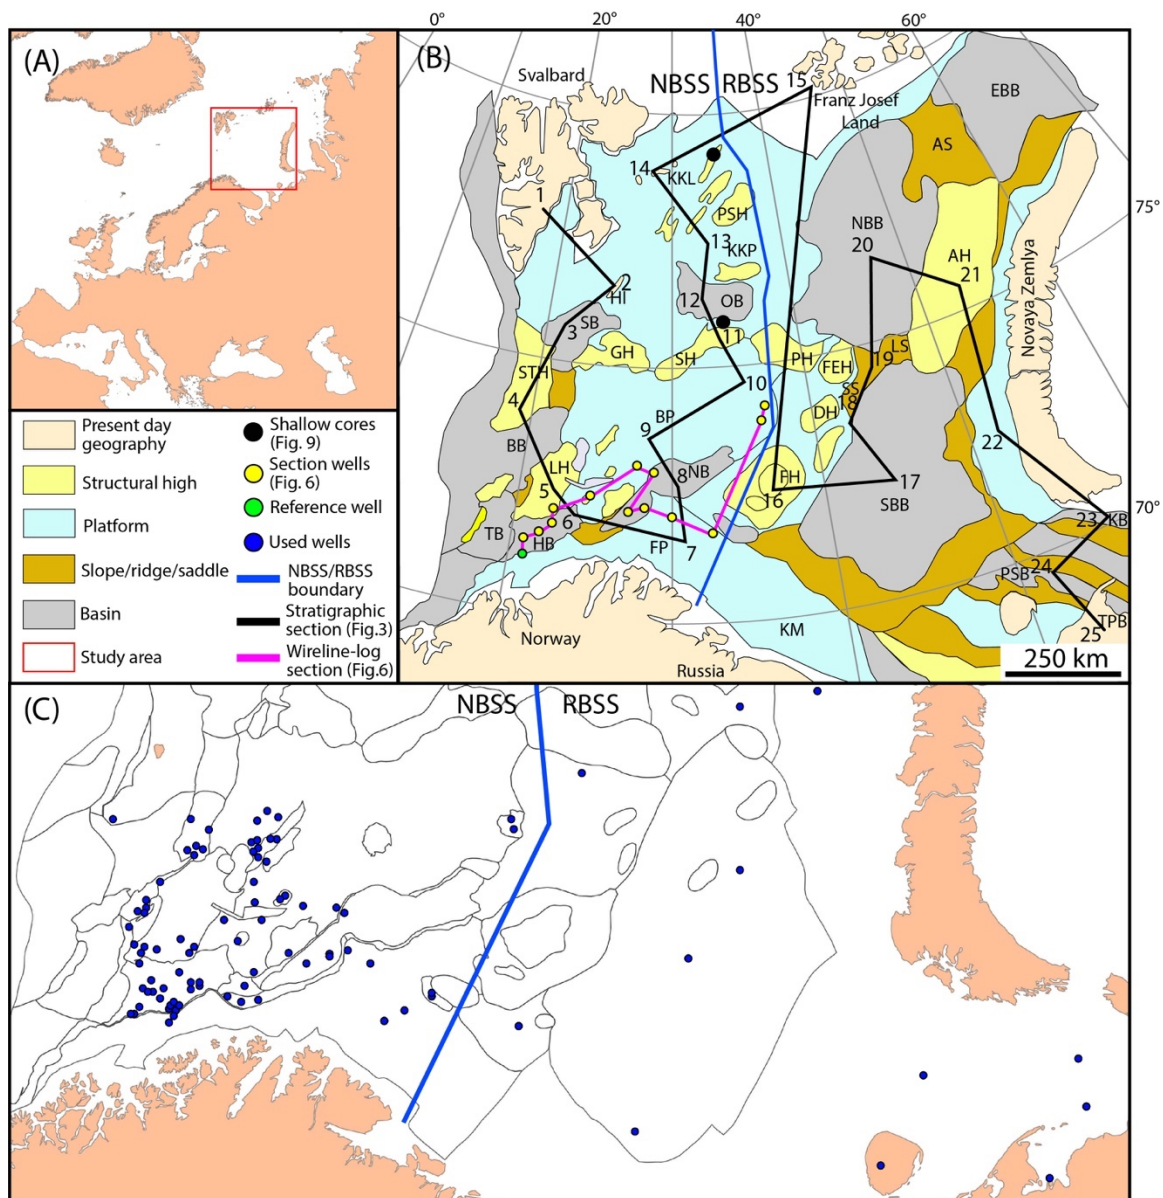 0°
20°
40°
60°
(A)
(B)
Svalbard
NBSS
RBSS
15
Franz Josef
Land
EBB
AS
14
KKL
1
PSH
75°
NBB
20
13
KKP
AH
21
Novaya Zemlya
2
HI
12
OB
SB
3
11
LS
GH
SH
PH
19
FEH
STH
10
SS
4
18
DH
BP
9
22
BB
LH
8
NB
FH
17
5
16
SBB
70°
6
23
KB
TB
HB
FP
7
24
PSB
KM
TPB
Norway
25
Russia
250 km
Present day
geography
Structural high
Platform
Slope/ridge/saddle
Basin
Study area
Shallow cores
(Fig. 9)
Section wells
(Fig. 6)
Reference well
Used wells
NBSS/RBSS
boundary
Stratigraphic
section (Fig.3)
Wireline-log
section (Fig.6)
(C)
NBSS
RBSS